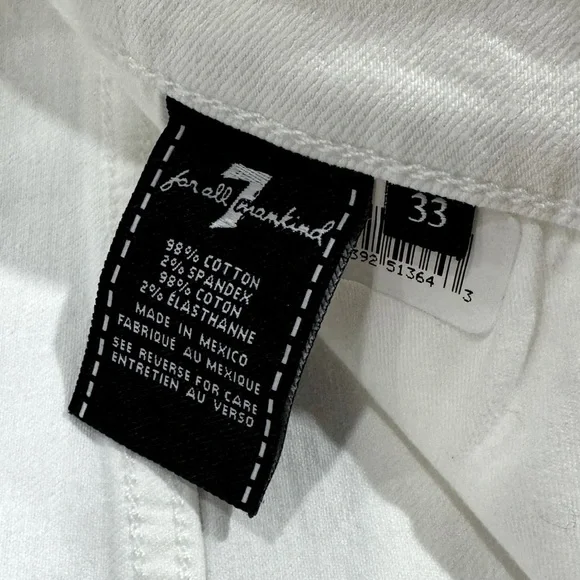 7
for all mankind
98% COTTON
2% SPANDEX
98% COTON
2% ÉLASTHANNE
MADE IN MEXICO
FABRIQUÉ AU MEXIQUE
SEE REVERSE FOR CARE
ENTRETIEN AU VERSO
33
392 51364 3